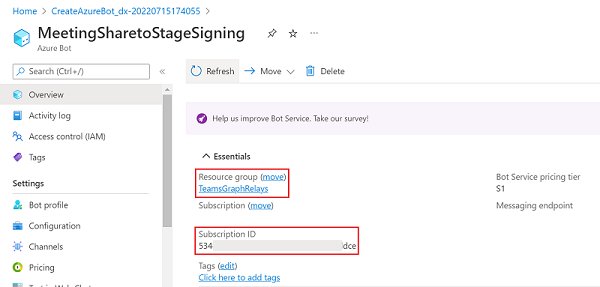 Home > CreateAzureBot_dx-20220715174055 >
MeetingSharetoStageSigning
Azure Bot
Search (Ctrl+/)
Refresh
Move
Delete
Overview
Activity log
Access control (IAM)
Tags
Settings
Bot profile
Configuration
Channels
Pricing
Help us improve Bot Service. Take our survey!
Essentials
Resource group (move)
TeamsGraphRelays
Subscription (move)
Subscription ID
534 dce
Tags (edit)
Click here to add tags
Bot Service pricing tier
S1
Messaging endpoint